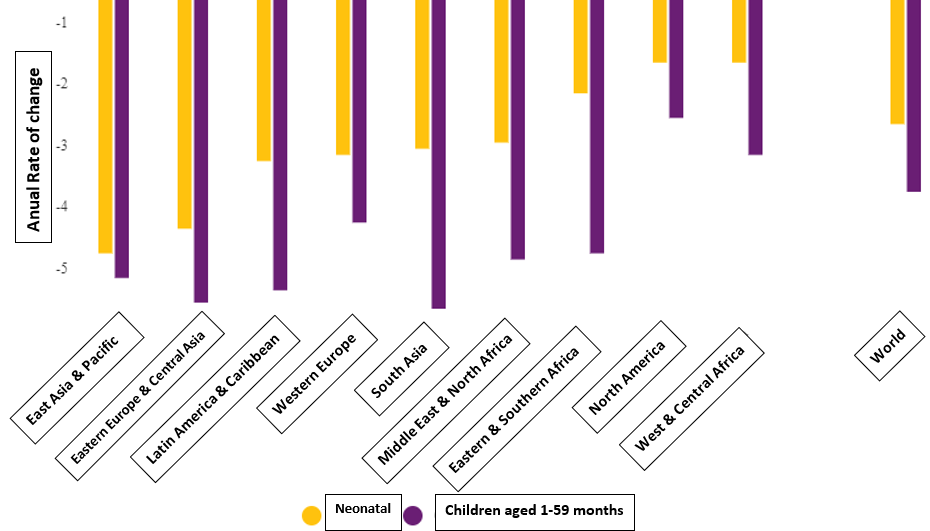 -1
-2
-3
-4
-5
Anual Rate of change
East Asia & Pacific
Eastern Europe & Central Asia
Latin America & Caribbean
Western Europe
South Asia
Middle East & North Africa
Eastern & Southern Africa
North America
West & Central Africa
World
Neonatal
Children aged 1-59 months